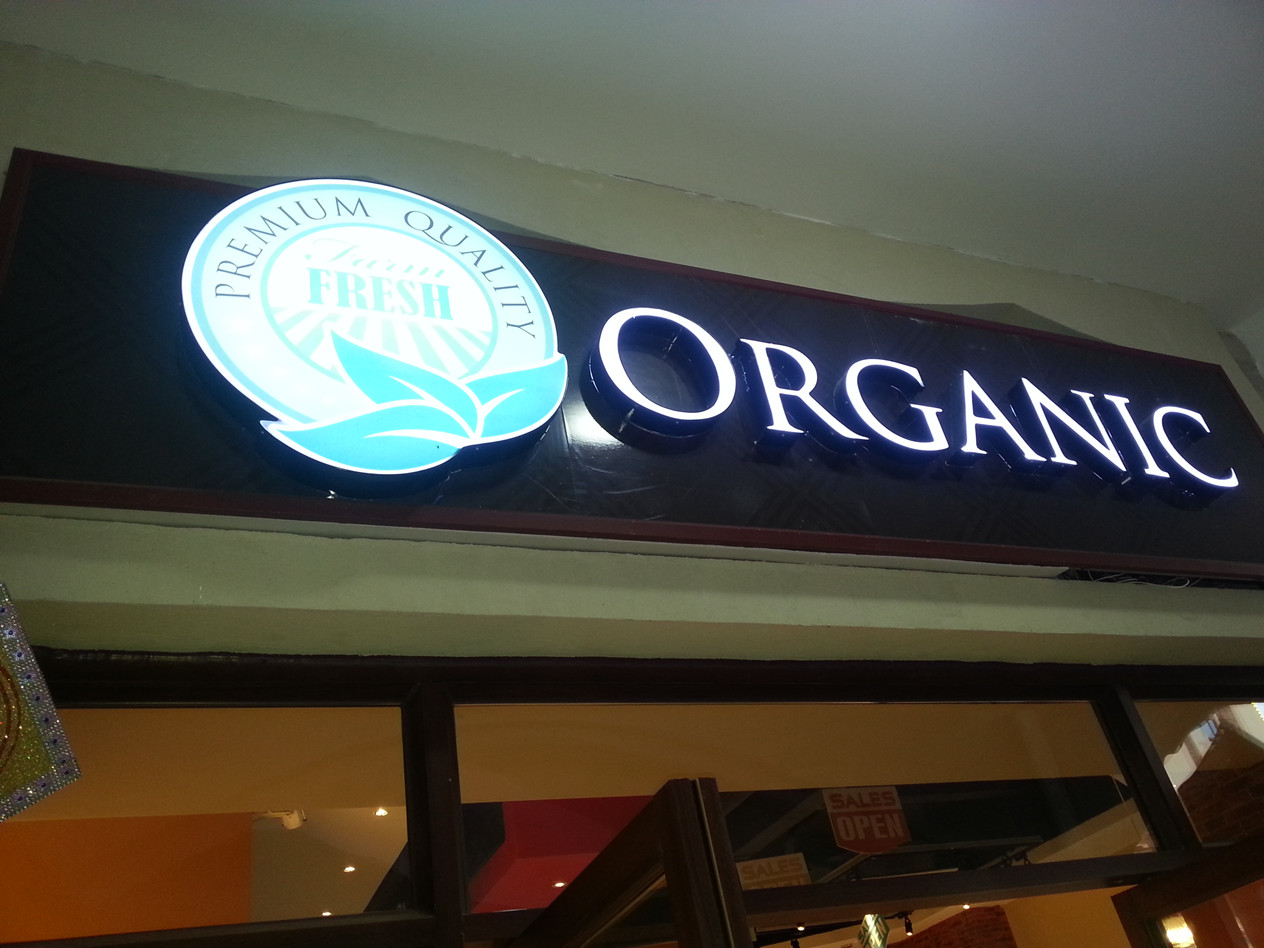 PREMIUM QUALITY
Farm
FRESH
ORGANIC
SALES
OPEN
SALES